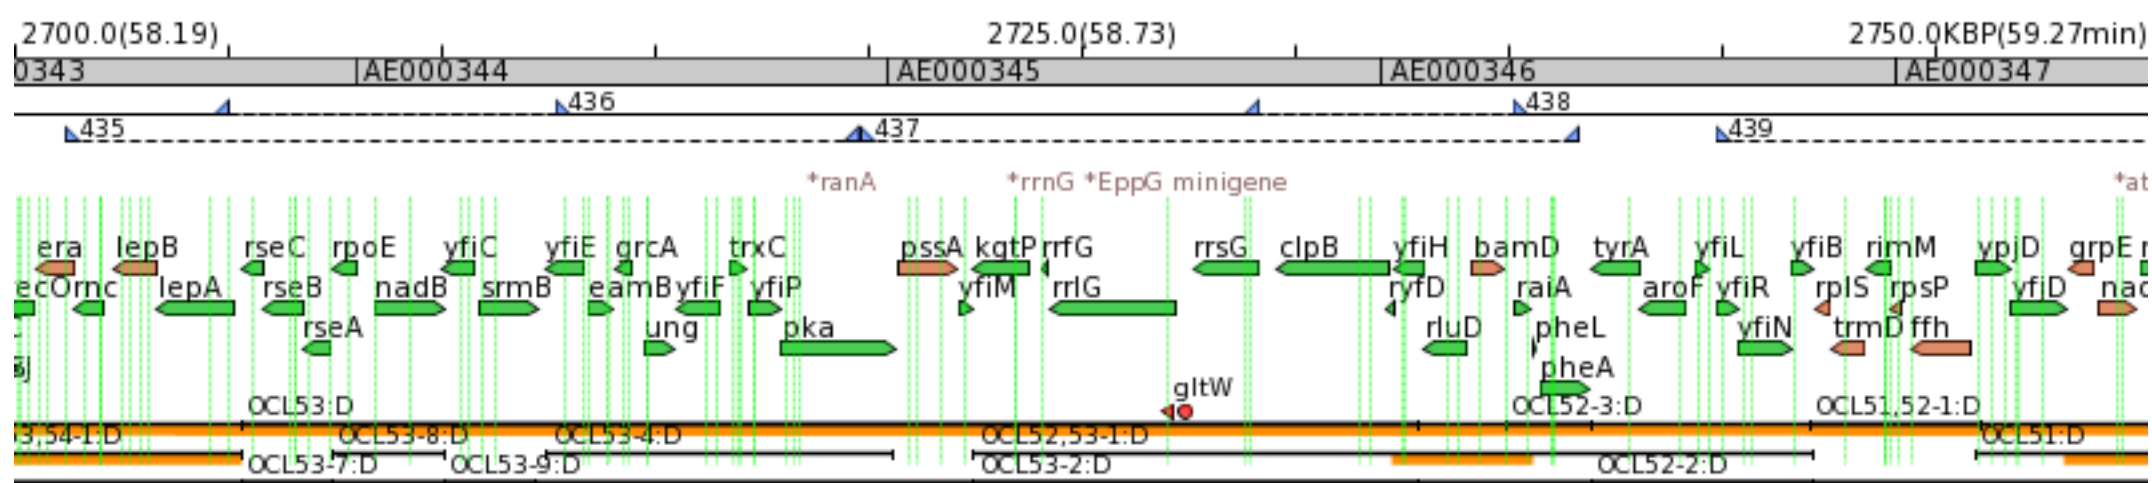 2700.0(58.19) 2725.0(58.73) 2750.0KBP(59.27min)
0343 AE000344 AE000345 AE000346 AE000347
436 438
435 437 439
*ranA *rrnG *EppG minigene *at
era lepB rseC rpoE yfiC yfiE grcA trxC pssA kgtP rrfG rrsG clpB yfiH bamD tyrA yfiL yfiB rimM ypjD grpE r
ecO rnc lepA rseB nadB srmB eamB yfiF yfiP yfiM rrlG ryfD raiA aroF yfiR rplS rpsP yfjD nad
rseA ung pka rluD pheL yfiN trmD ffh
pheA
gltW
OCL53:D OCL52-3:D OCL51,52-1:D
3,54-1:D OCL53-8:D OCL53-4:D OCL52,53-1:D OCL51:D
OCL53-7:D OCL53-9:D OCL53-2:D OCL52-2:D